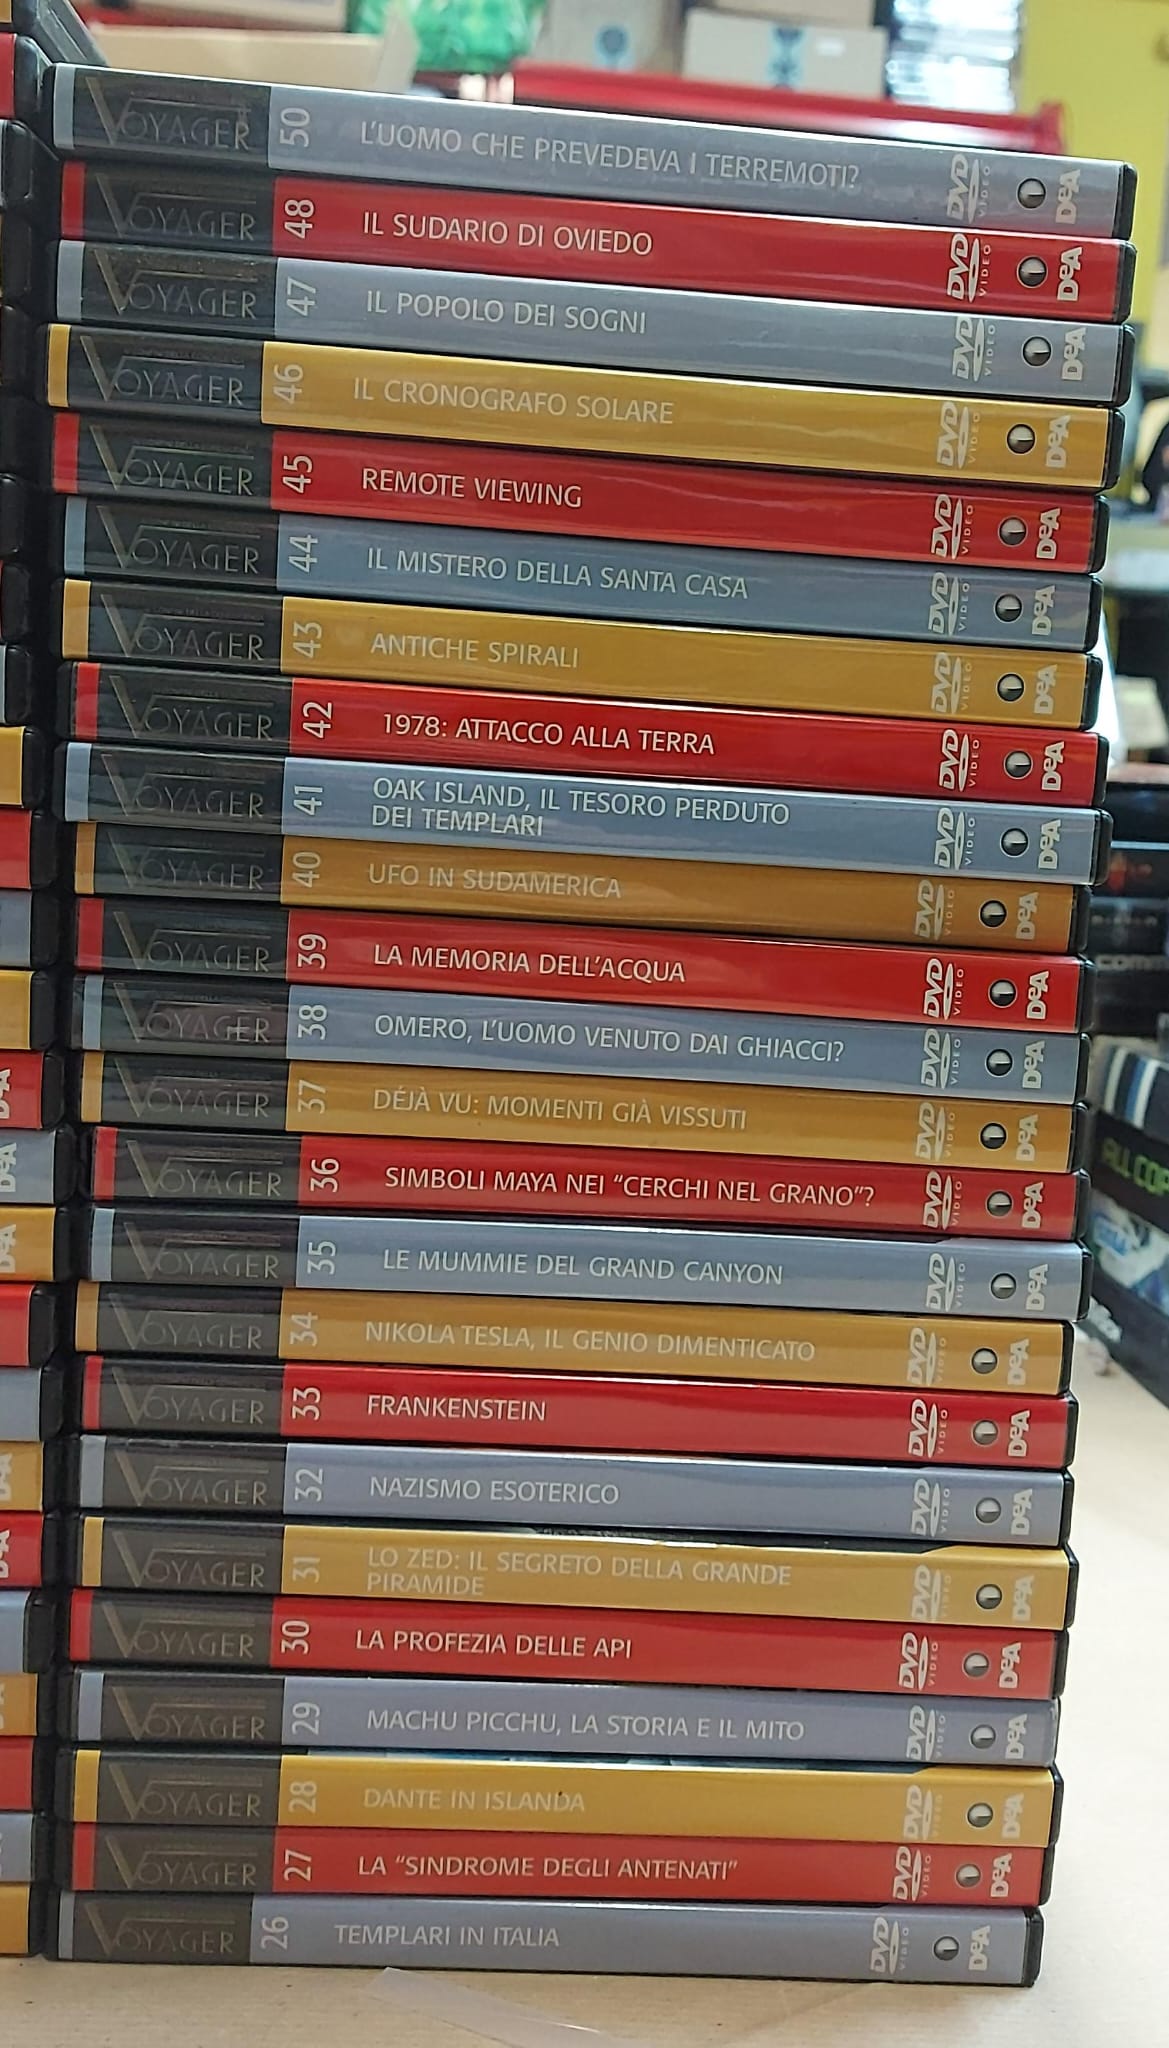 VOYAGER 50 L'UOMO CHE PREVEDEVA I TERREMOTI? DVD VIDEO DeA
VOYAGER 48 IL SUDARIO DI OVIEDO DVD VIDEO DeA
VOYAGER 47 IL POPOLO DEI SOGNI DVD VIDEO DeA
VOYAGER 46 IL CRONOGRAFO SOLARE DVD VIDEO DeA
VOYAGER 45 REMOTE VIEWING DVD VIDEO DeA
VOYAGER 44 IL MISTERO DELLA SANTA CASA DVD VIDEO DeA
VOYAGER 43 ANTICHE SPIRALI DVD VIDEO DeA
VOYAGER 42 1978: ATTACCO ALLA TERRA DVD VIDEO DeA
VOYAGER 41 OAK ISLAND, IL TESORO PERDUTO
DEI TEMPLARI DVD VIDEO DeA
VOYAGER 40 UFO IN SUDAMERICA DVD VIDEO DeA
VOYAGER 39 LA MEMORIA DELL'ACQUA DVD VIDEO DeA
VOYAGER 38 OMERO, L'UOMO VENUTO DAI GHIACCI? DVD VIDEO DeA
VOYAGER 37 DÉJÀ VU: MOMENTI GIÀ VISSUTI DVD VIDEO DeA
VOYAGER 36 SIMBOLI MAYA NEI “CERCHI NEL GRANO”? DVD VIDEO DeA
VOYAGER 35 LE MUMMIE DEL GRAND CANYON DVD VIDEO DeA
VOYAGER 34 NIKOLA TESLA, IL GENIO DIMENTICATO DVD VIDEO DeA
VOYAGER 33 FRANKENSTEIN DVD VIDEO DeA
VOYAGER 32 NAZISMO ESOTERICO DVD VIDEO DeA
VOYAGER 31 LO ZED: IL SEGRETO DELLA GRANDE
PIRAMIDE DVD VIDEO DeA
VOYAGER 30 LA PROFEZIA DELLE API DVD VIDEO DeA
VOYAGER 29 MACHU PICCHU, LA STORIA E IL MITO DVD VIDEO DeA
VOYAGER 28 DANTE IN ISLANDA DVD VIDEO DeA
VOYAGER 27 LA “SINDROME DEGLI ANTENATI” DVD VIDEO DeA
VOYAGER 26 TEMPLARI IN ITALIA DVD VIDEO DeA